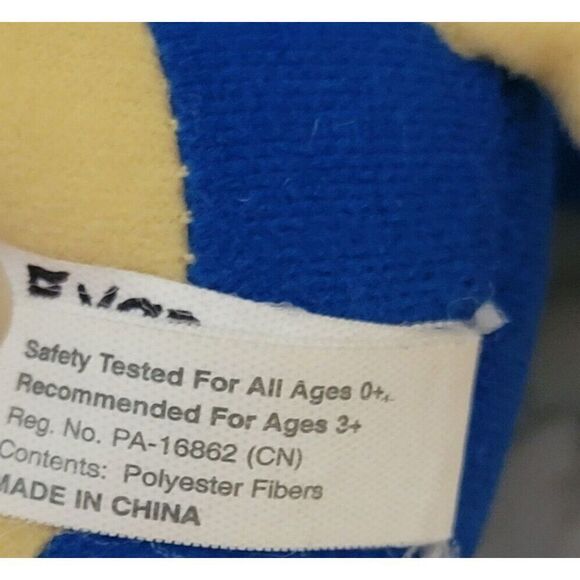 Safety Tested For All Ages 0+.
Recommended For Ages 3+
Reg. No. PA-16862 (CN)
Contents: Polyester Fibers
MADE IN CHINA